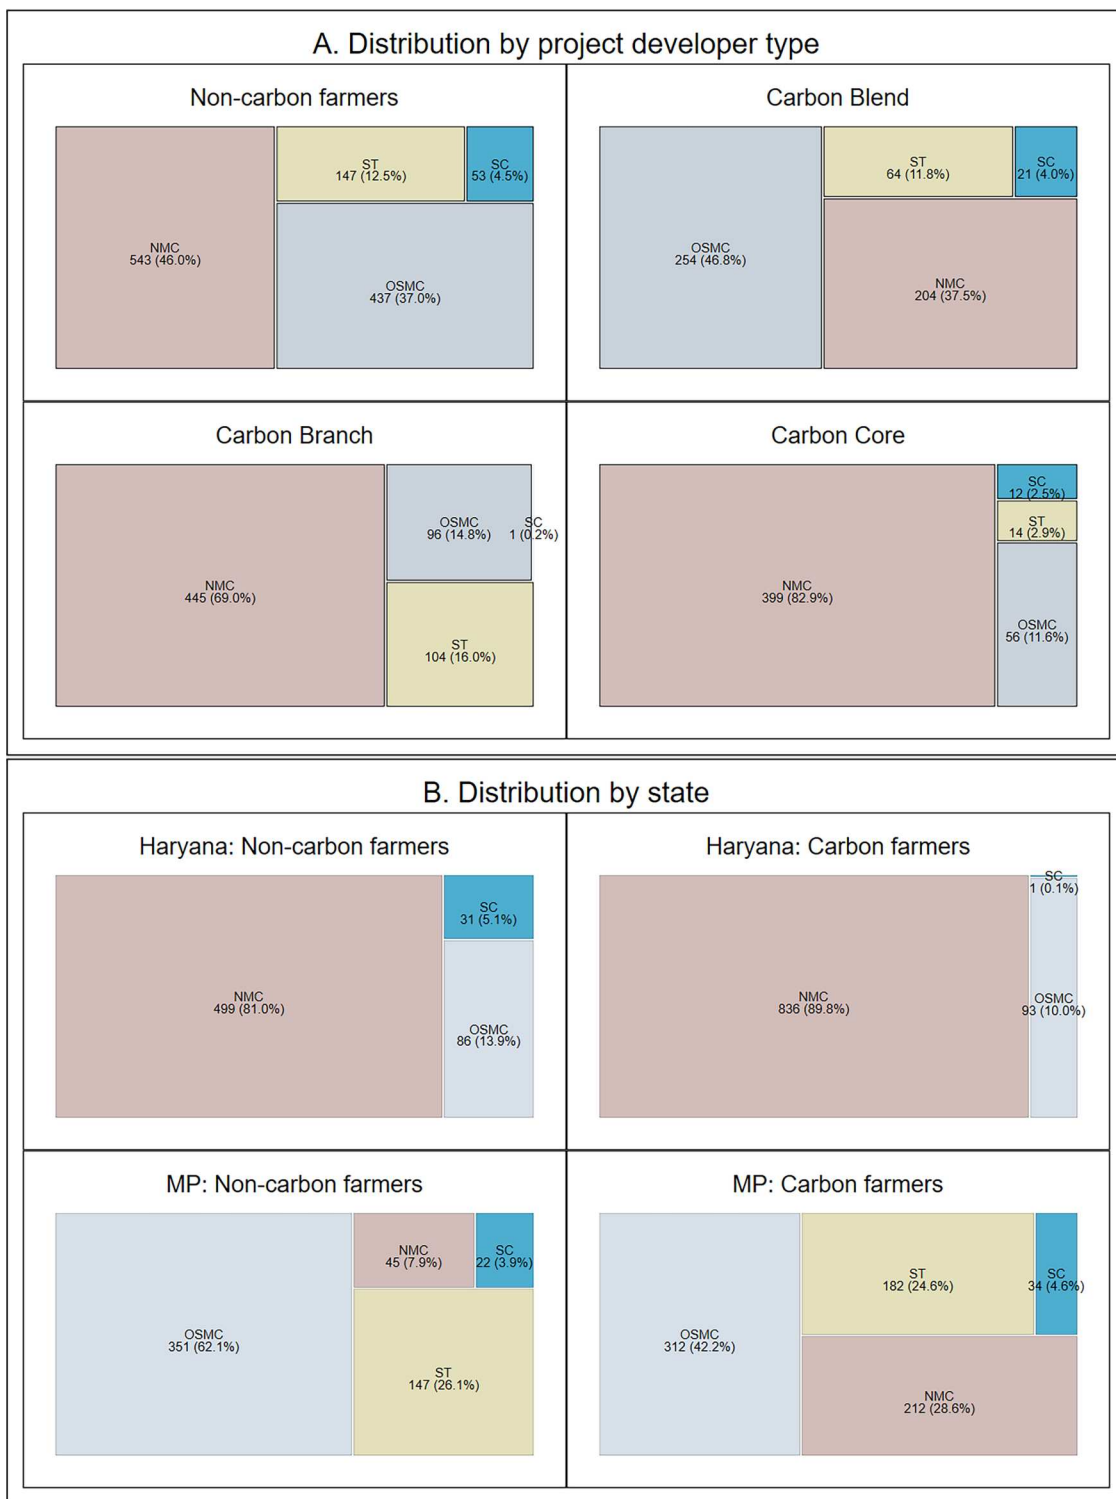 A. Distribution by project developer type
Non-carbon farmers
NMC
543 (46.0%)
ST
147 (12.5%)
SC
53 (4.5%)
OSMC
437 (37.0%)
Carbon Blend
OSMC
254 (46.8%)
ST
64 (11.8%)
SC
21 (4.0%)
NMC
204 (37.5%)
Carbon Branch
NMC
445 (69.0%)
OSMC
96 (14.8%)
SC
1 (0.2%)
ST
104 (16.0%)
Carbon Core
NMC
399 (82.9%)
SC
12 (2.5%)
ST
14 (2.9%)
OSMC
56 (11.6%)
B. Distribution by state
Haryana: Non-carbon farmers
NMC
499 (81.0%)
SC
31 (5.1%)
OSMC
86 (13.9%)
Haryana: Carbon farmers
NMC
836 (89.8%)
SC
1 (0.1%)
OSMC
93 (10.0%)
MP: Non-carbon farmers
OSMC
351 (62.1%)
NMC
45 (7.9%)
SC
22 (3.9%)
ST
147 (26.1%)
MP: Carbon farmers
OSMC
312 (42.2%)
ST
182 (24.6%)
SC
34 (4.6%)
NMC
212 (28.6%)